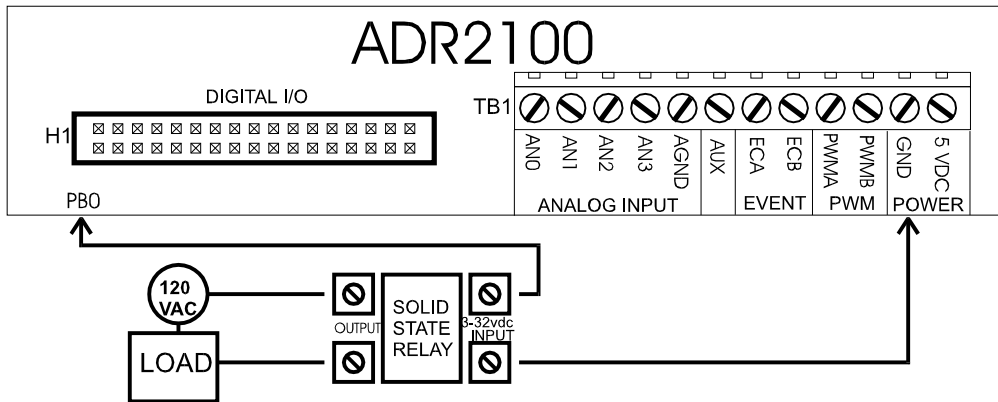 ADR2100
DIGITAL I/O
H1
TB1
AN0
AN1
AN2
AN3
AGND
AUX
ECA
ECB
PWMA
PWMB
GND
5 VDC
ANALOG INPUT
EVENT
PWM
POWER
PB0
120
VAC
LOAD
OUTPUT
SOLID
STATE
RELAY
3-32vdc
INPUT